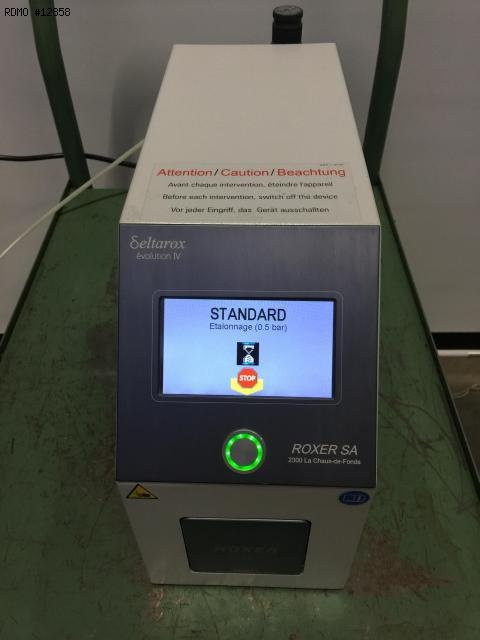 RDMO #12858
Attention/Caution/Beachtung
Avant chaque intervention, éteindre l'appareil
Before each intervention, switch off the device
Vor jeder Eingriff, das Gerät ausschalten
Seltarox
évolution IV
STANDARD
Etalonnage (0.5 bar)
STOP
ROXER SA
2300 La Chaux-de-Fonds
ROXER